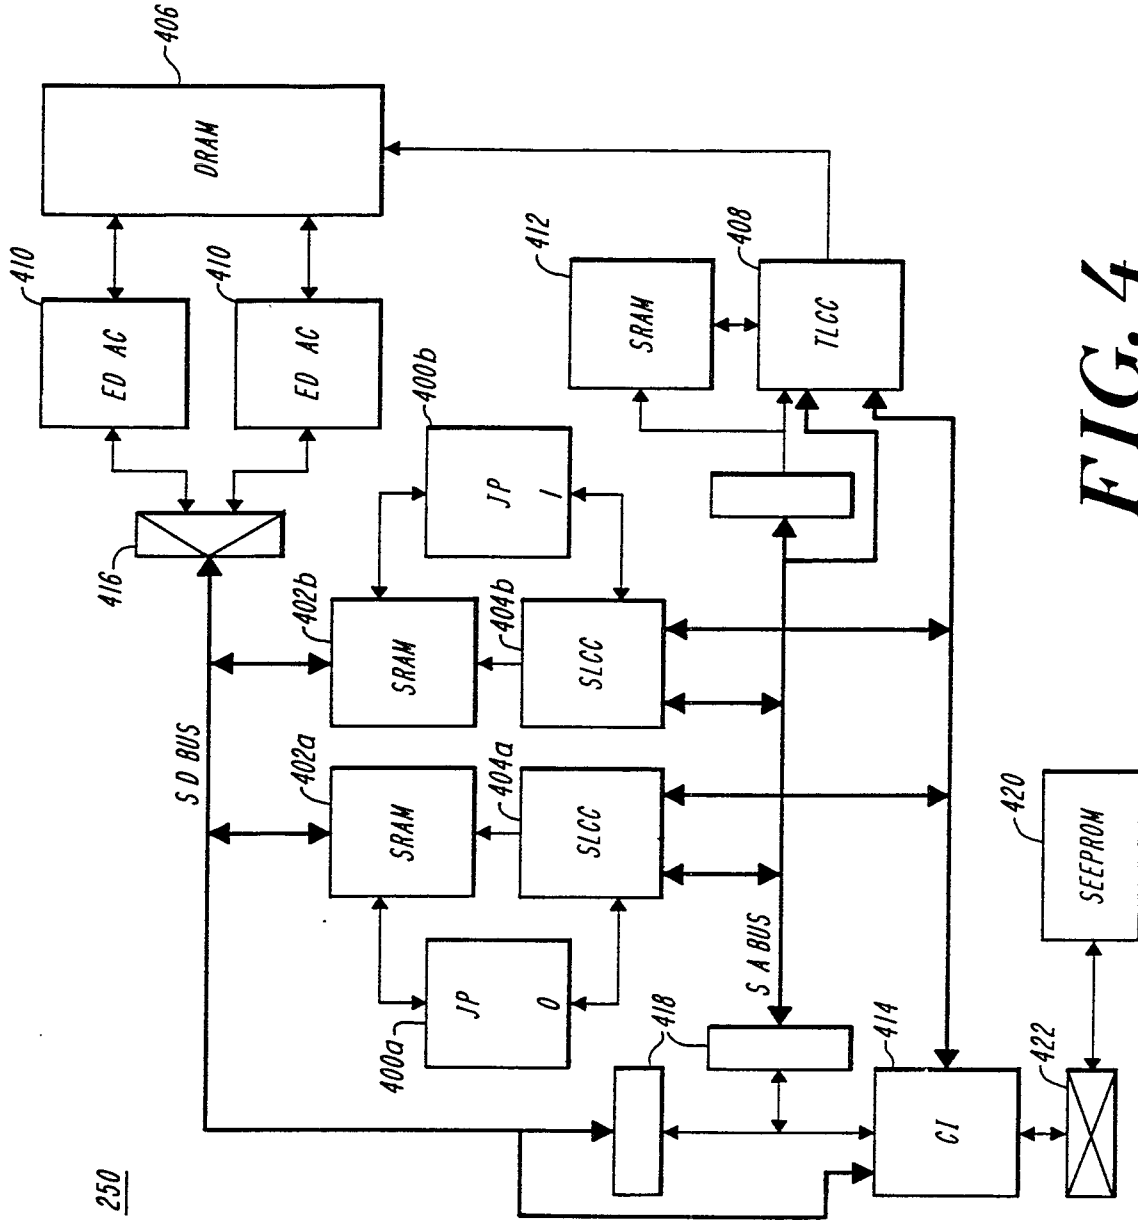 250
S D BUS
416
ED AC
410
ED AC
410
DRAM
406
402a
SRAM
402b
SRAM
400a
JP
0
404a
SLCC
404b
SLCC
400b
JP
1
412
SRAM
408
TLCC
418
S A BUS
414
CI
422
420
SEEPROM
FIG. 4